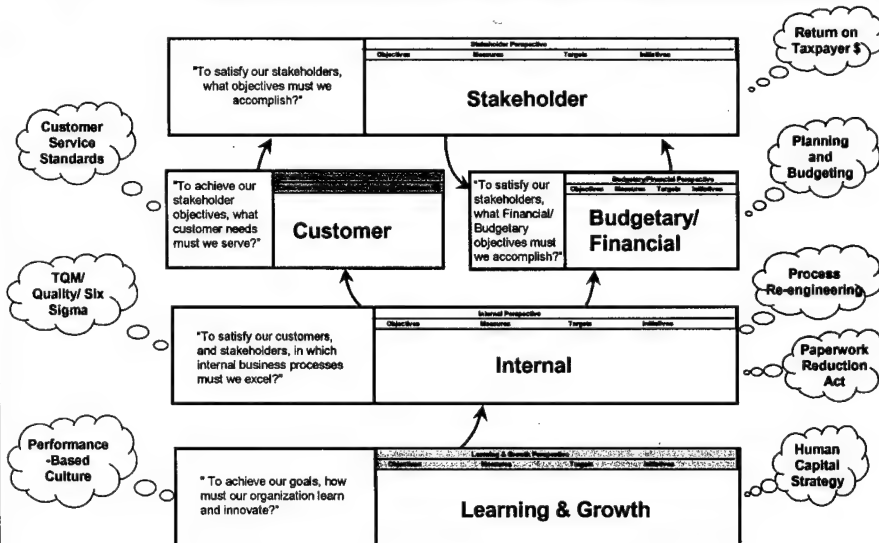 Return on
Taxpayer $
Stakeholder Perspective
Objectives Measures Targets Initiatives
"To satisfy our stakeholders,
what objectives must we
accomplish?"
Stakeholder
Customer
Service
Standards
Planning
and
Budgeting
"To achieve our
stakeholder
objectives, what
customer needs
must we serve?"
Customer
"To satisfy our
stakeholders,
what Financial/
Budgetary
objectives must
we accomplish?"
Budgetary/Financial Perspective
Objectives Measures Targets Initiatives
Budgetary/
Financial
TQM/
Quality/ Six
Sigma
Process
Re-engineering
"To satisfy our customers,
and stakeholders, in which
internal business processes
must we excel?"
Internal Perspective
Objectives Measures Targets Initiatives
Internal
Paperwork
Reduction
Act
Performance
-Based
Culture
" To achieve our goals, how
must our organization learn
and innovate?"
Learning & Growth Perspective
Objectives Measures Targets Initiatives
Learning & Growth
Human
Capital
Strategy